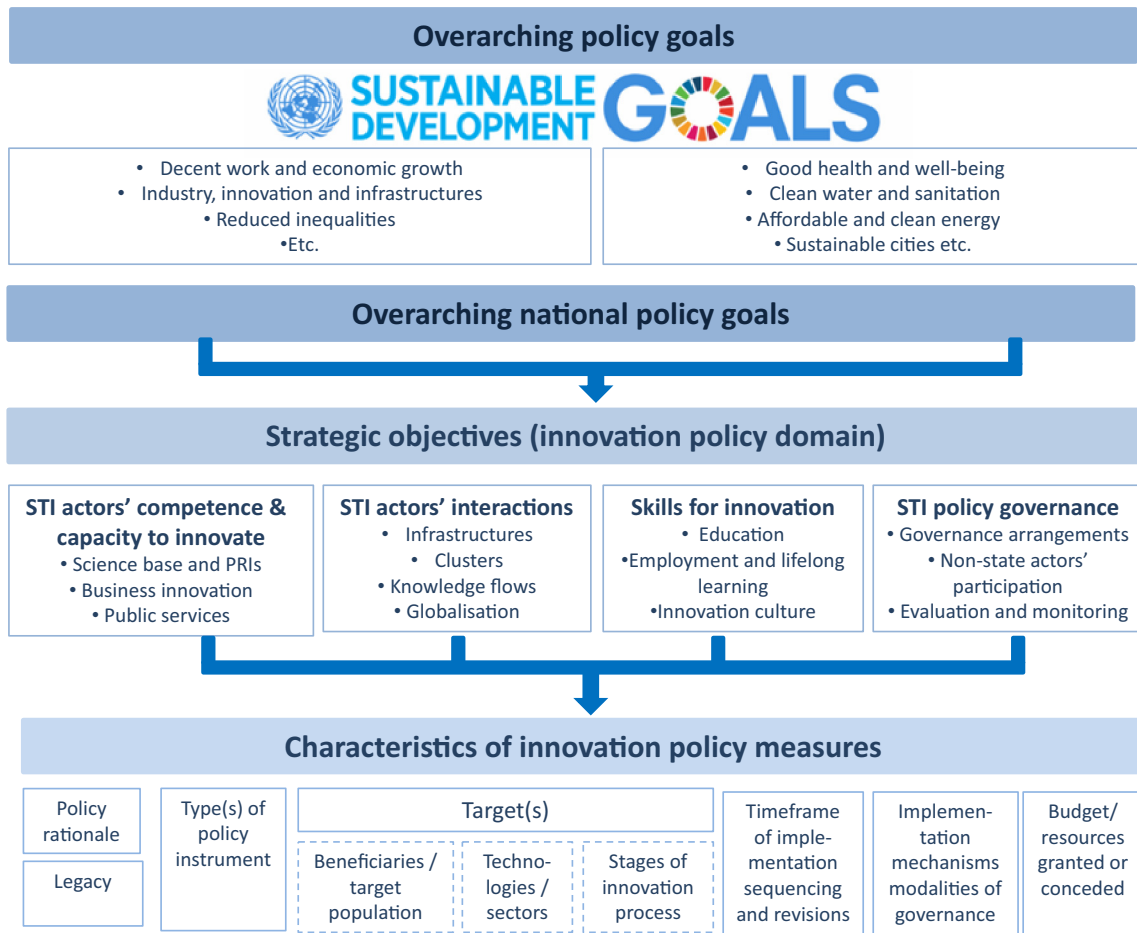 Overarching policy goals
SUSTAINABLE
DEVELOPMENT
GOALS
• Decent work and economic growth
• Industry, innovation and infrastructures
• Reduced inequalities
•Etc.
• Good health and well-being
• Clean water and sanitation
• Affordable and clean energy
• Sustainable cities etc.
Overarching national policy goals
Strategic objectives (innovation policy domain)
STI actors’ competence &
capacity to innovate
• Science base and PRIs
• Business innovation
• Public services
STI actors’ interactions
• Infrastructures
• Clusters
• Knowledge flows
• Globalisation
Skills for innovation
• Education
•Employment and lifelong
learning
•Innovation culture
STI policy governance
• Governance arrangements
• Non-state actors’
participation
• Evaluation and monitoring
Characteristics of innovation policy measures
Policy
rationale
Legacy
Type(s) of
policy
instrument
Target(s)
Beneficiaries /
target
population
Techno-
logies /
sectors
Stages of
innovation
process
Timeframe
of imple-
mentation
sequencing
and revisions
Implemen-
tation
mechanisms
modalities of
governance
Budget/
resources
granted or
conceded